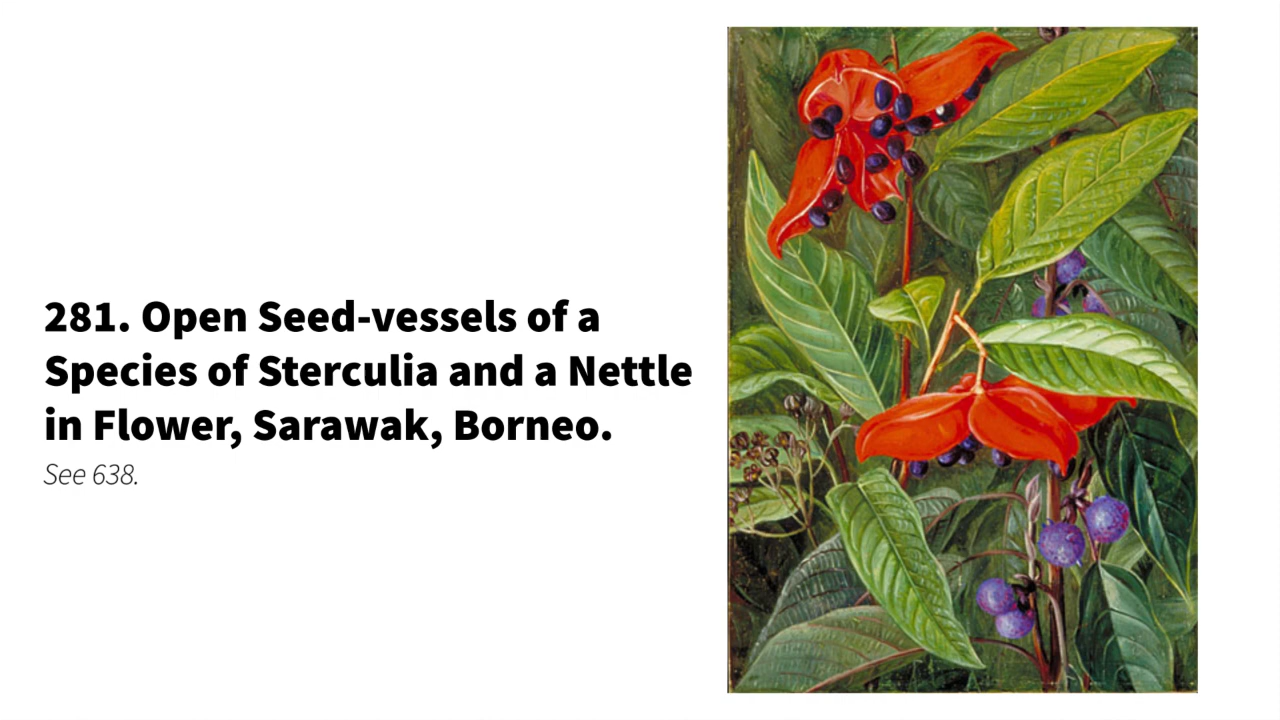 281. Open Seed-vessels of a
Species of Sterculia and a Nettle
in Flower, Sarawak, Borneo.
See 638.